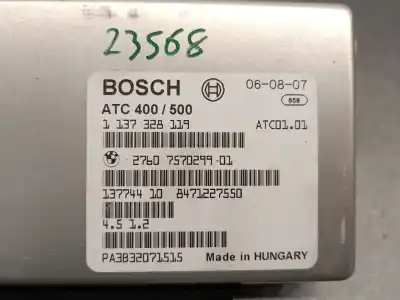 23568
BOSCH 06-08-07
658
ATC 400 / 500
1 137 328 119 ATC01.01
2760 7570299-01
137744 10 8471227550
4.5 1.2
PA3832071515 Made in HUNGARY